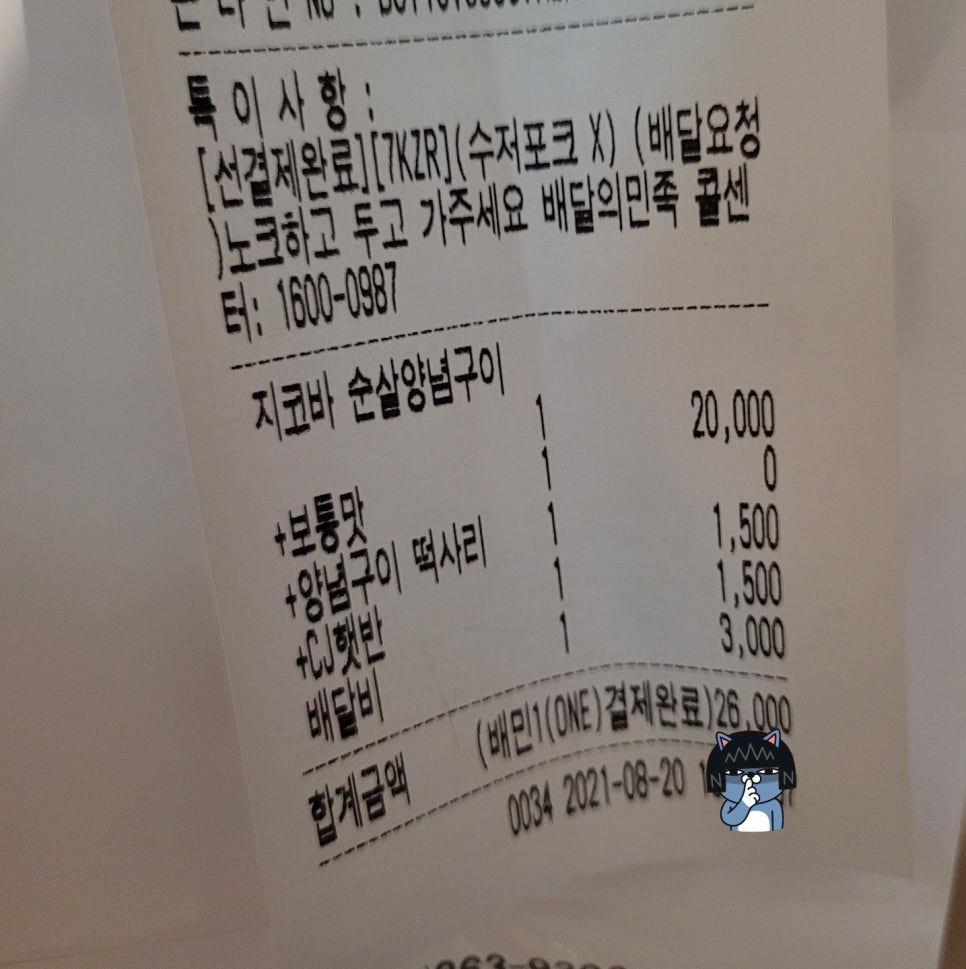 특이사항 :
[선결제완료][7KZR](수저포크 X) (배달요청
)노크하고 두고 가주세요 배달의민족 콜센
터: 1600-0987
지코바 순살양념구이
1 20,000
+보통맛 1 0
+양념구이 떡사리 1 1,500
+CJ햇반 1 1,500
배달비 1 3,000
합계금액 (배민1(ONE)결제완료)26,000
0034 2021-08-20